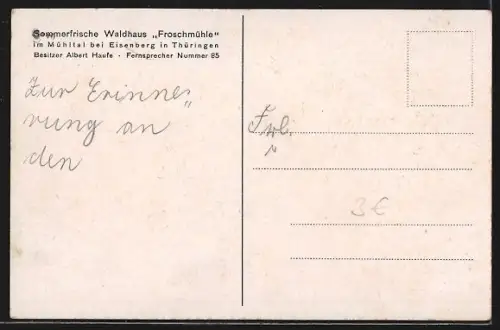 Sommerfrische Waldhaus „Froschmühle"
im Mühltal bei Eisenberg in Thüringen
Besitzer Albert Haufe · Fernsprecher Nummer 85
Zur Erinne„
rung an
den
Frl.
3€